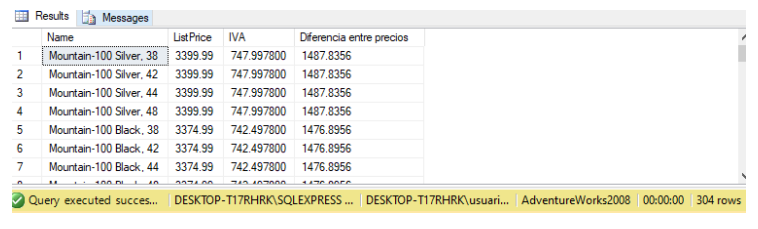 Results Messages
Name ListPrice IVA Diferencia entre precios
1 Mountain-100 Silver, 38 3399.99 747.997800 1487.8356
2 Mountain-100 Silver, 42 3399.99 747.997800 1487.8356
3 Mountain-100 Silver, 44 3399.99 747.997800 1487.8356
4 Mountain-100 Silver, 48 3399.99 747.997800 1487.8356
5 Mountain-100 Black, 38 3374.99 742.497800 1476.8956
6 Mountain-100 Black, 42 3374.99 742.497800 1476.8956
7 Mountain-100 Black, 44 3374.99 742.497800 1476.8956
Query executed succes... DESKTOP-T17RHRK\SQLEXPRESS ... DESKTOP-T17RHRK\usuari... AdventureWorks2008 00:00:00 304 rows